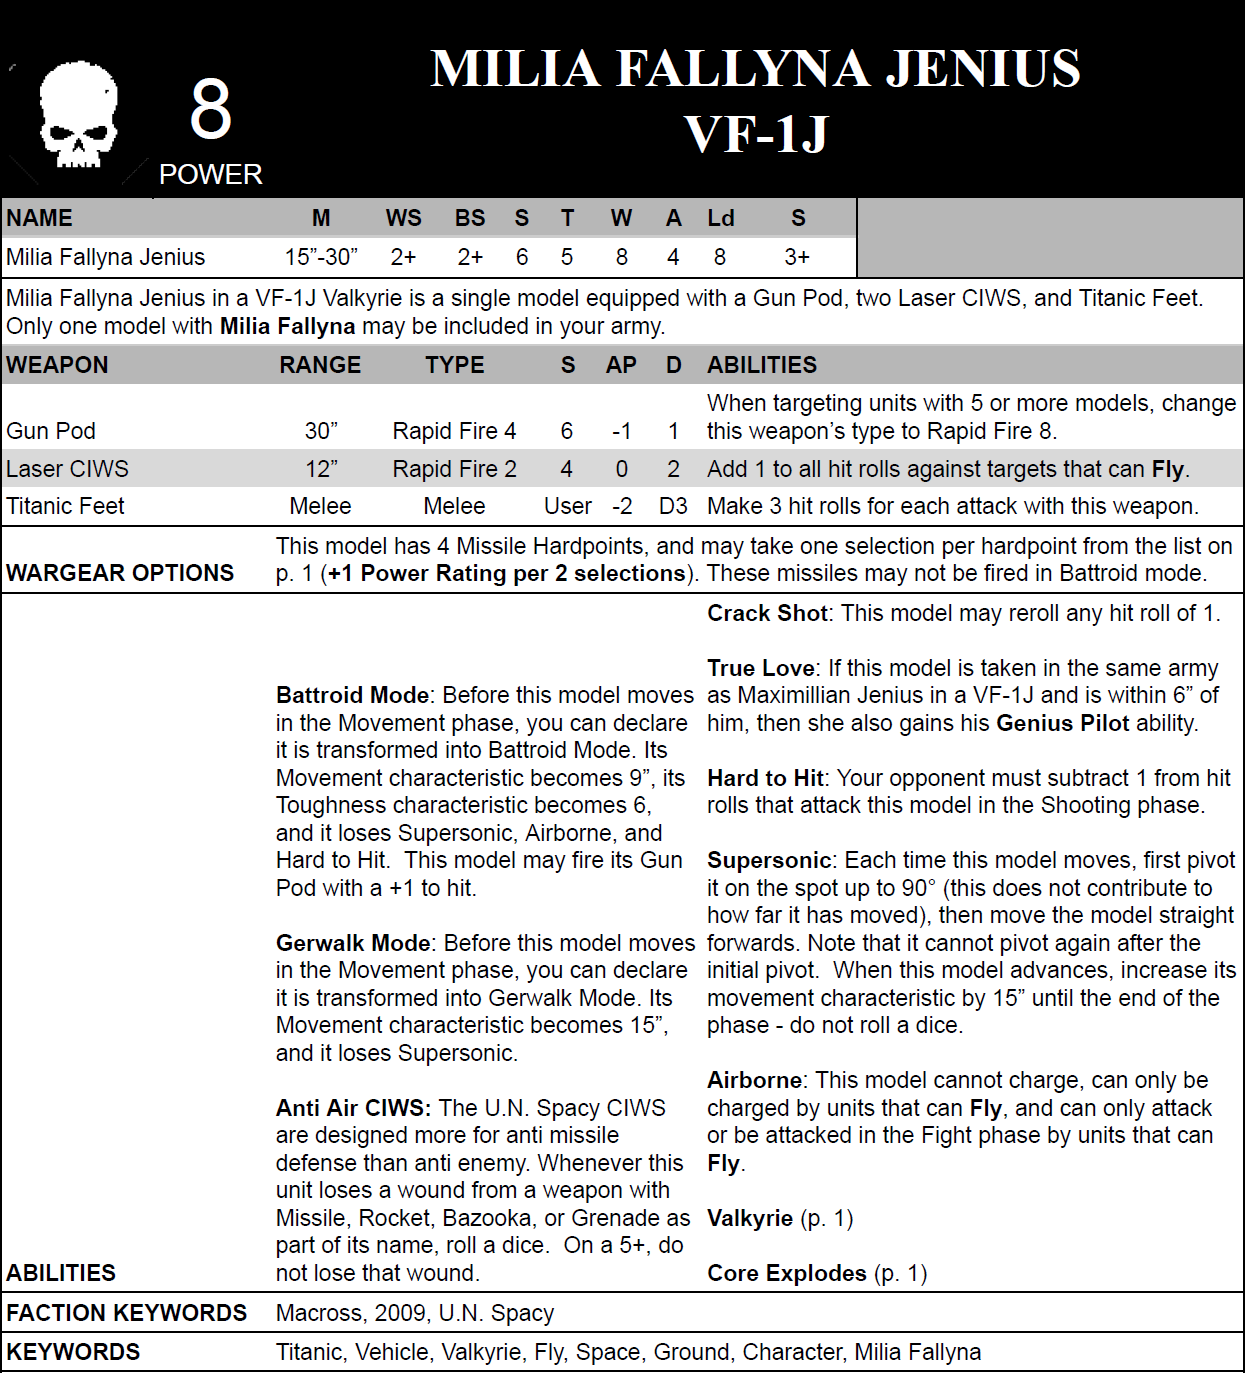 MILIA FALLYNA JENIUS
VF-1J
8
POWER
NAME M WS BS S T W A Ld S
Milia Fallyna Jenius 15”-30” 2+ 2+ 6 5 8 4 8 3+
Milia Fallyna Jenius in a VF-1J Valkyrie is a single model equipped with a Gun Pod, two Laser CIWS, and Titanic Feet.
Only one model with Milia Fallyna may be included in your army.
WEAPON RANGE TYPE S AP D ABILITIES
When targeting units with 5 or more models, change
Gun Pod 30” Rapid Fire 4 6 -1 1 this weapon’s type to Rapid Fire 8.
Laser CIWS 12” Rapid Fire 2 4 0 2 Add 1 to all hit rolls against targets that can Fly.
Titanic Feet Melee Melee User -2 D3 Make 3 hit rolls for each attack with this weapon.
This model has 4 Missile Hardpoints, and may take one selection per hardpoint from the list on
WARGEAR OPTIONS p. 1 (+1 Power Rating per 2 selections). These missiles may not be fired in Battroid mode.
ABILITIES
Battroid Mode: Before this model moves
in the Movement phase, you can declare
it is transformed into Battroid Mode. Its
Movement characteristic becomes 9”, its
Toughness characteristic becomes 6,
and it loses Supersonic, Airborne, and
Hard to Hit.  This model may fire its Gun
Pod with a +1 to hit.
Gerwalk Mode: Before this model moves
in the Movement phase, you can declare
it is transformed into Gerwalk Mode. Its
Movement characteristic becomes 15”,
and it loses Supersonic.
Anti Air CIWS: The U.N. Spacy CIWS
are designed more for anti missile
defense than anti enemy. Whenever this
unit loses a wound from a weapon with
Missile, Rocket, Bazooka, or Grenade as
part of its name, roll a dice.  On a 5+, do
not lose that wound.
Crack Shot: This model may reroll any hit roll of 1.
True Love: If this model is taken in the same army
as Maximillian Jenius in a VF-1J and is within 6” of
him, then she also gains his Genius Pilot ability.
Hard to Hit: Your opponent must subtract 1 from hit
rolls that attack this model in the Shooting phase.
Supersonic: Each time this model moves, first pivot
it on the spot up to 90° (this does not contribute to
how far it has moved), then move the model straight
forwards. Note that it cannot pivot again after the
initial pivot.  When this model advances, increase its
movement characteristic by 15” until the end of the
phase - do not roll a dice.
Airborne: This model cannot charge, can only be
charged by units that can Fly, and can only attack
or be attacked in the Fight phase by units that can
Fly.
Valkyrie (p. 1)
Core Explodes (p. 1)
FACTION KEYWORDS Macross, 2009, U.N. Spacy
KEYWORDS Titanic, Vehicle, Valkyrie, Fly, Space, Ground, Character, Milia Fallyna